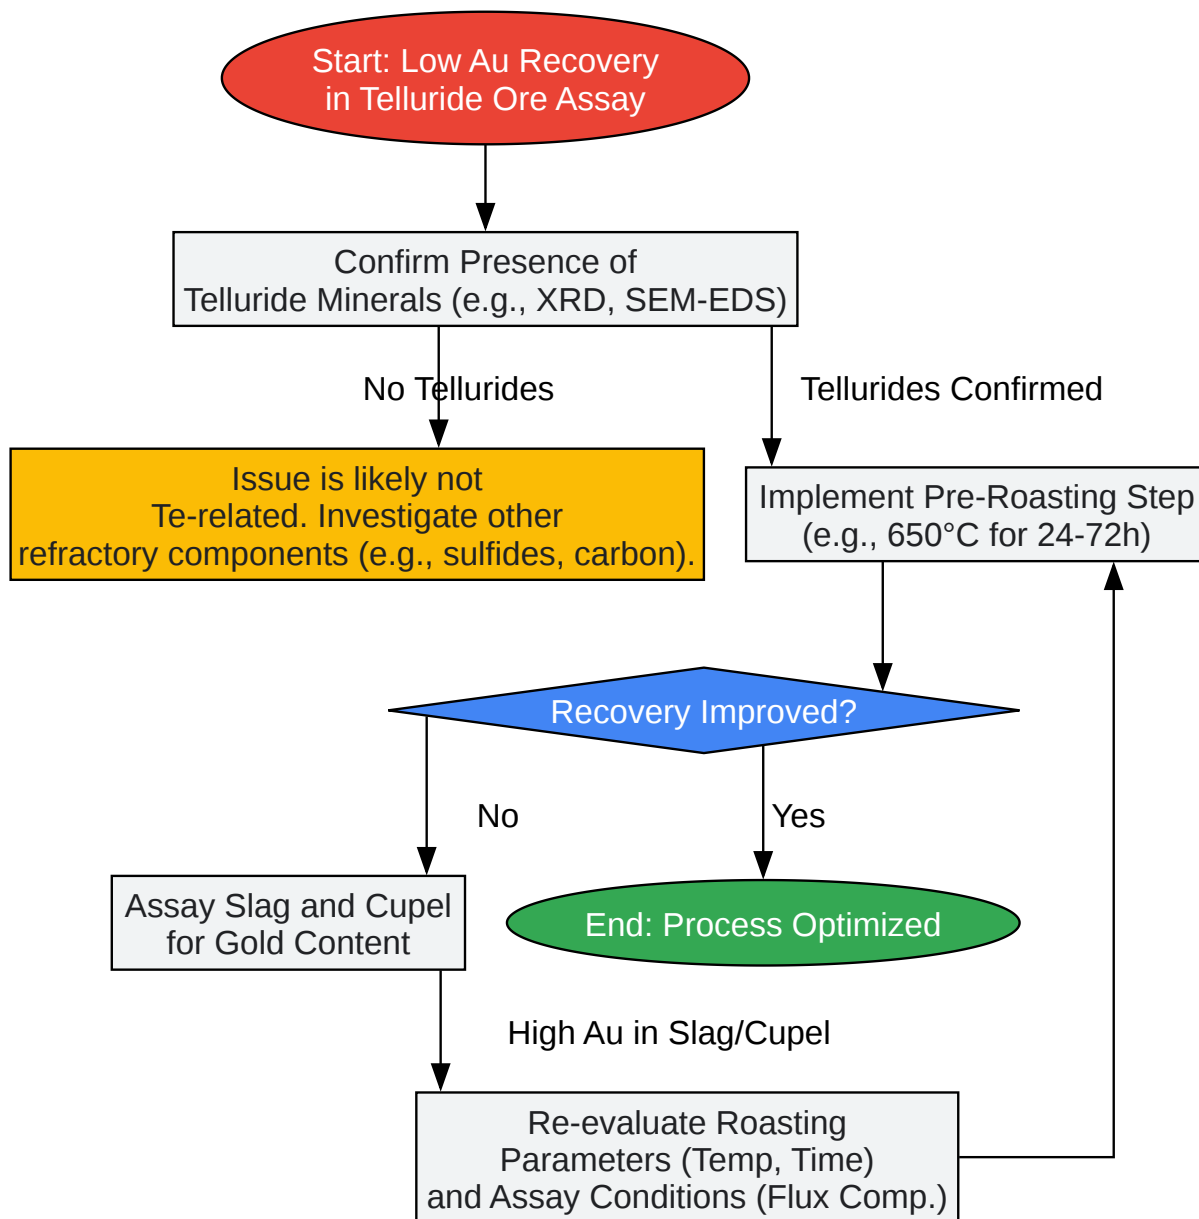 Start: Low Au Recovery
in Telluride Ore Assay
Confirm Presence of
Telluride Minerals (e.g., XRD, SEM-EDS)
No Tellurides
Tellurides Confirmed
Issue is likely not
Te-related. Investigate other
refractory components (e.g., sulfides, carbon).
Implement Pre-Roasting Step
(e.g., 650°C for 24-72h)
Recovery Improved?
No
Yes
Assay Slag and Cupel
for Gold Content
End: Process Optimized
High Au in Slag/Cupel
Re-evaluate Roasting
Parameters (Temp, Time)
and Assay Conditions (Flux Comp.)